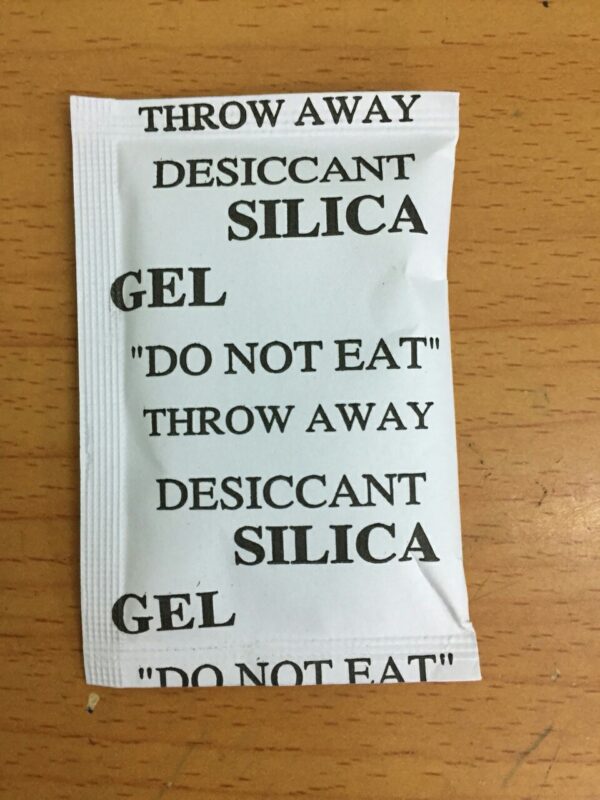 THROW AWAY
DESICCANT
SILICA
GEL
"DO NOT EAT"
THROW AWAY
DESICCANT
SILICA
GEL
"DO NOT EAT"